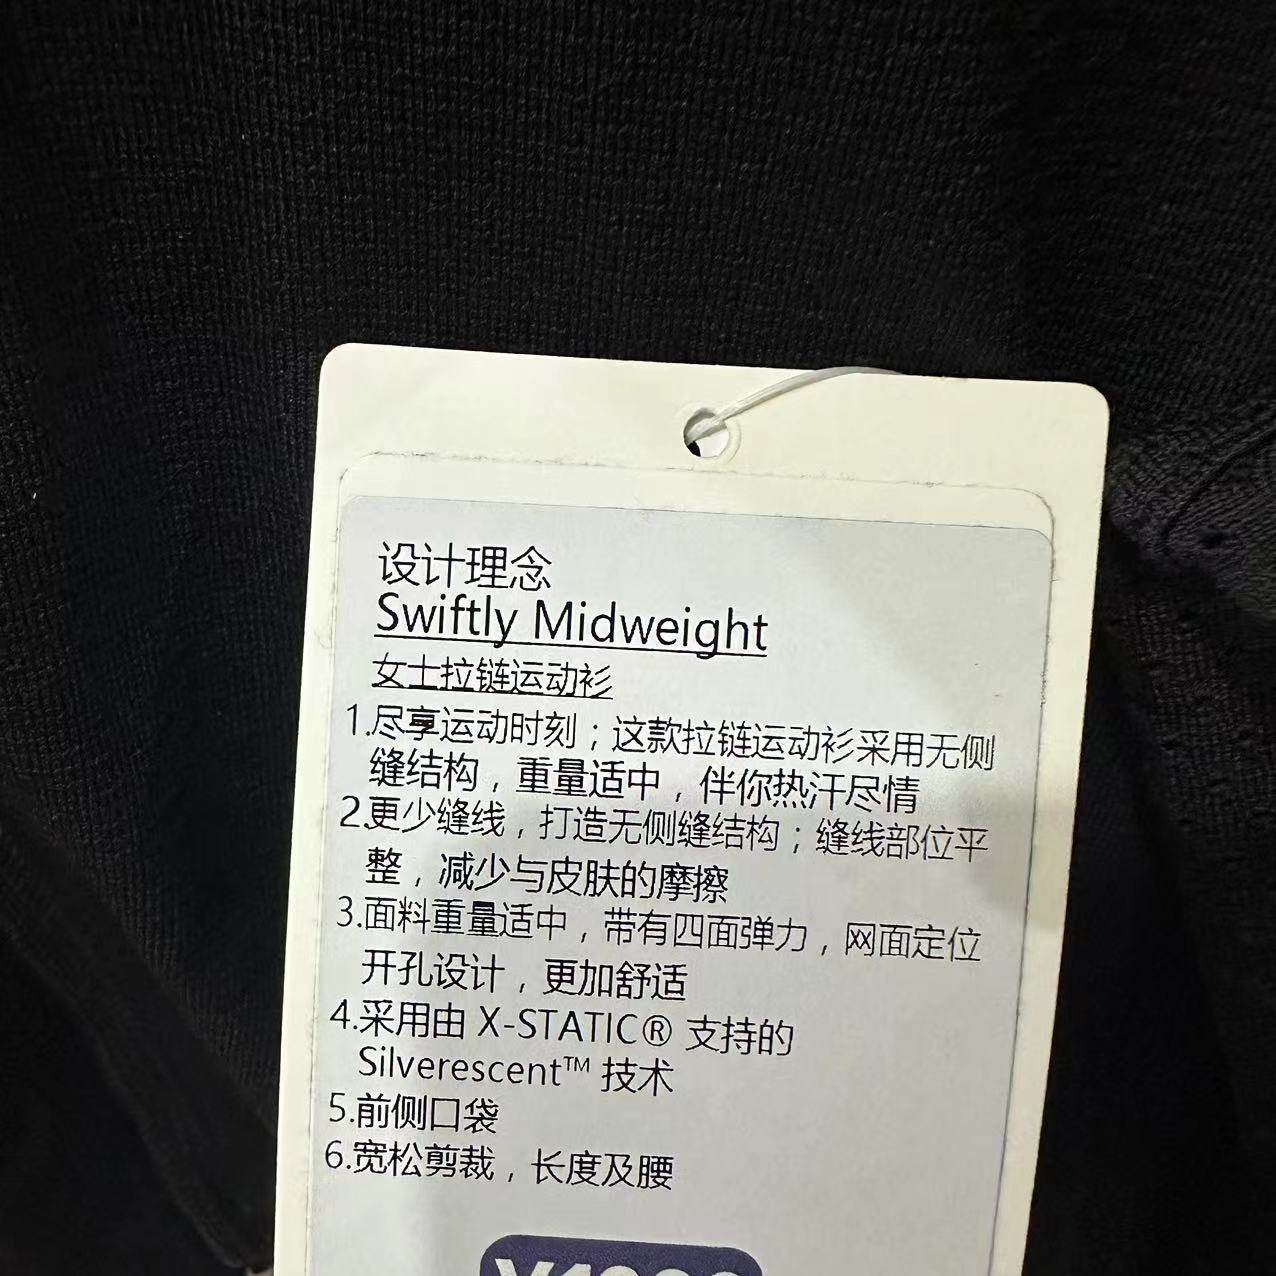 设计理念
Swiftly Midweight
女士拉链运动衫
1.尽享运动时刻；这款拉链运动衫采用无侧
缝结构，重量适中，伴你热汗尽情
2.更少缝线，打造无侧缝结构；缝线部位平
整，减少与皮肤的摩擦
3.面料重量适中，带有四面弹力，网面定位
开孔设计，更加舒适
4.采用由 X-STATIC® 支持的
Silverescent™ 技术
5.前侧口袋
6.宽松剪裁，长度及腰